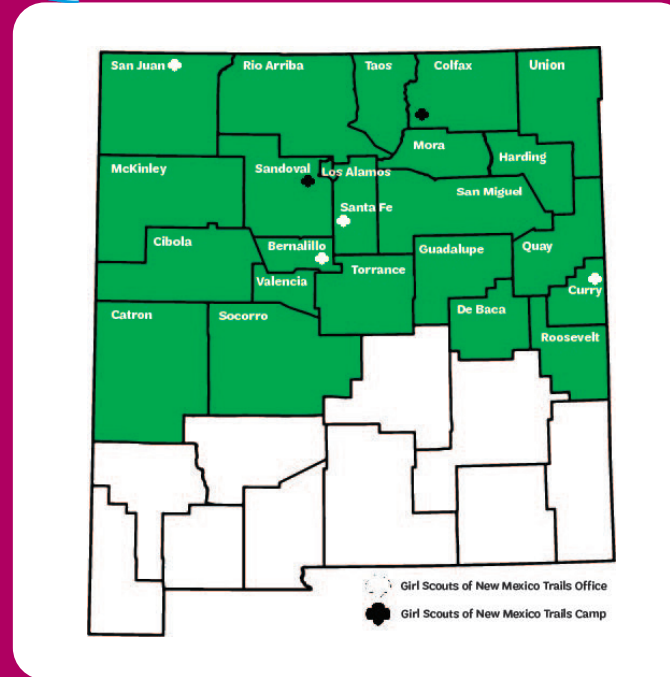 San Juan
Rio Arriba
Taos
Colfax
Union
Mora
Harding
McKinley
Sandoval
Los Alamos
San Miguel
Santa Fe
Cibola
Bernalillo
Guadalupe
Quay
Torrance
Valencia
Curry
Catron
Socorro
De Baca
Roosevelt
Girl Scouts of New Mexico Trails Office
Girl Scouts of New Mexico Trails Camp